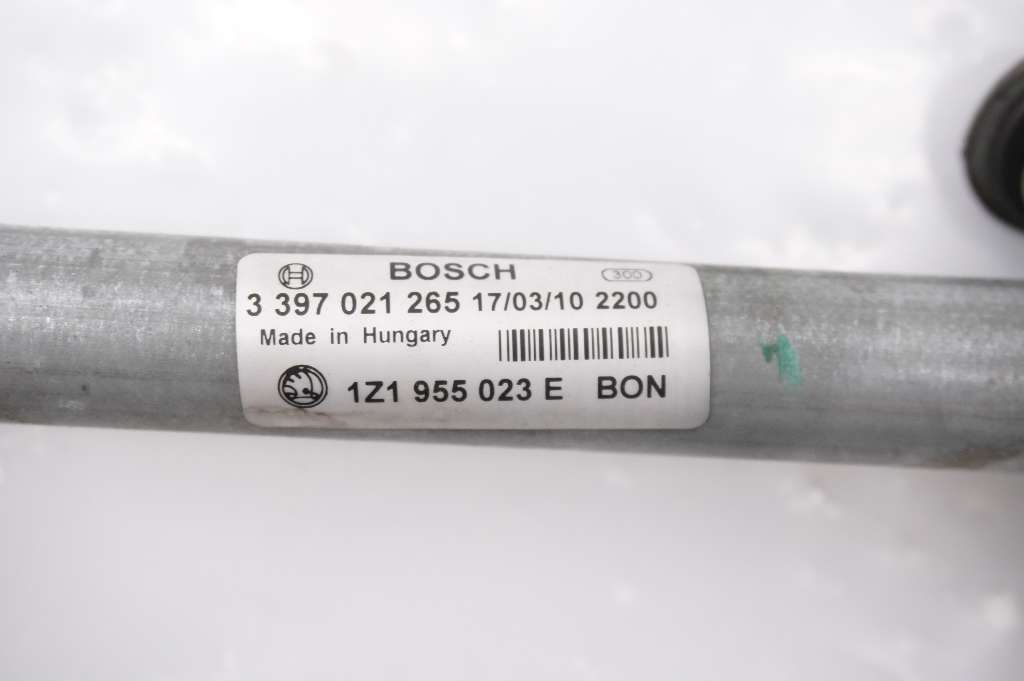 BOSCH 300
3 397 021 265 17/03/10 2200
Made in Hungary
1Z1 955 023 E BON